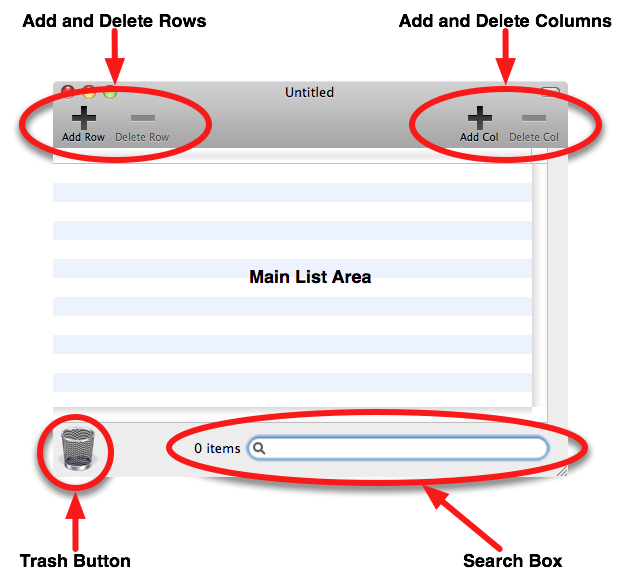 Add and Delete Rows
Add and Delete Columns
Untitled
Add Row
Delete Row
Add Col
Delete Col
Main List Area
0 items
Trash Button
Search Box